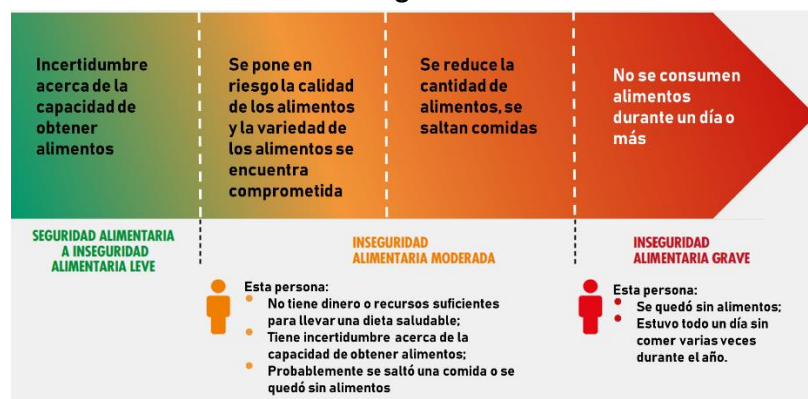 Incertidumbre
acerca de la
capacidad de
obtener
alimentos
Se pone en
riesgo la calidad
de los alimentos
y la variedad de
los alimentos se
encuentra
comprometida
Se reduce la
cantidad de
alimentos, se
saltan comidas
No se consumen
alimentos
durante un día o
más
SEGURIDAD ALIMENTARIA
A INSEGURIDAD
ALIMENTARIA LEVE
INSEGURIDAD
ALIMENTARIA MODERADA
Esta persona:
• No tiene dinero o recursos suficientes
para llevar una dieta saludable;
• Tiene incertidumbre acerca de la
capacidad de obtener alimentos;
• Probablemente se saltó una comida o se
quedó sin alimentos
INSEGURIDAD
ALIMENTARIA GRAVE
Esta persona:
• Se quedó sin alimentos;
• Estuvo todo un día sin
comer varias veces
durante el año.